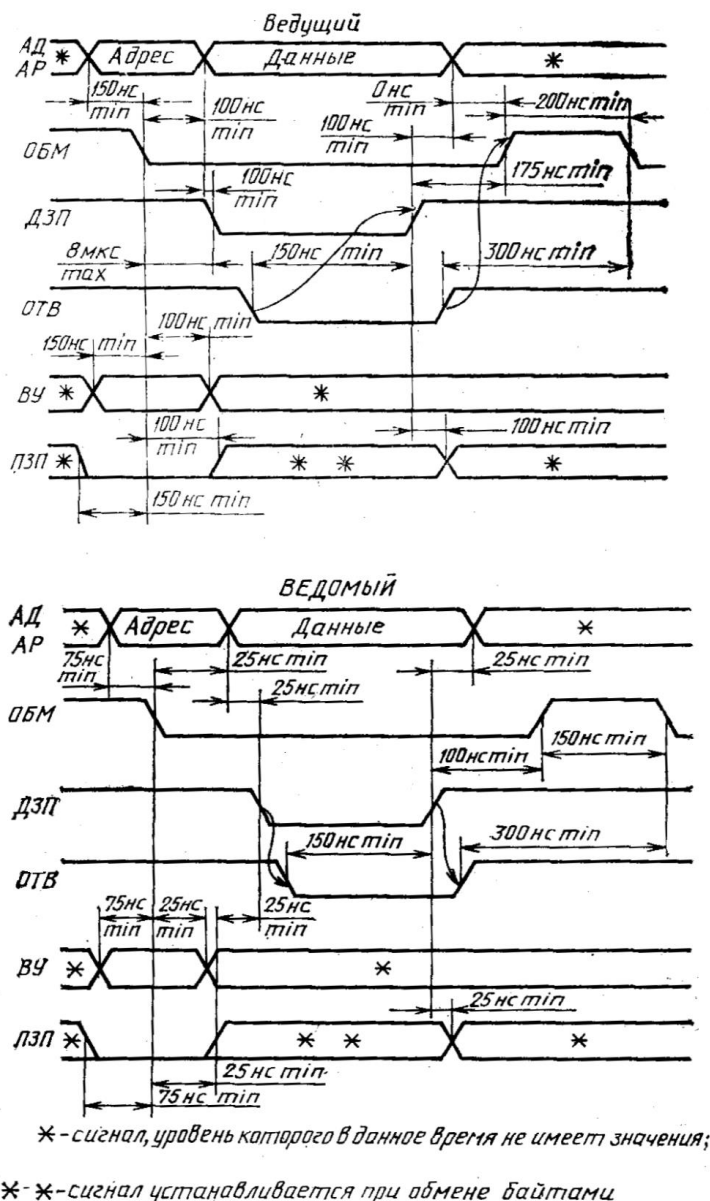 Ведущий
АД
АР
* Адрес Данные *
150нс min
100нс min
0нс min
200нс min
100нс min
ОБМ
175нс min
100нс min
ДЗП
8мкс max
150нс min
300нс min
ОТВ
150нс min
100нс min
ВУ * *
100нс min
100нс min
ПЗП * * * *
150нс min
ВЕДОМЫЙ
АД
АР
* Адрес Данные *
75нс min
25нс min
25нс min
25нс min
ОБМ
100нс min
150нс min
ДЗП
150нс min
300нс min
ОТВ
75нс min
25нс min
25нс min
ВУ * *
25нс min
ПЗП * * * *
25нс min
75нс min
*-сигнал, уровень которого в данное время не имеет значения;
*-*-сигнал устанавливается при обмене байтами